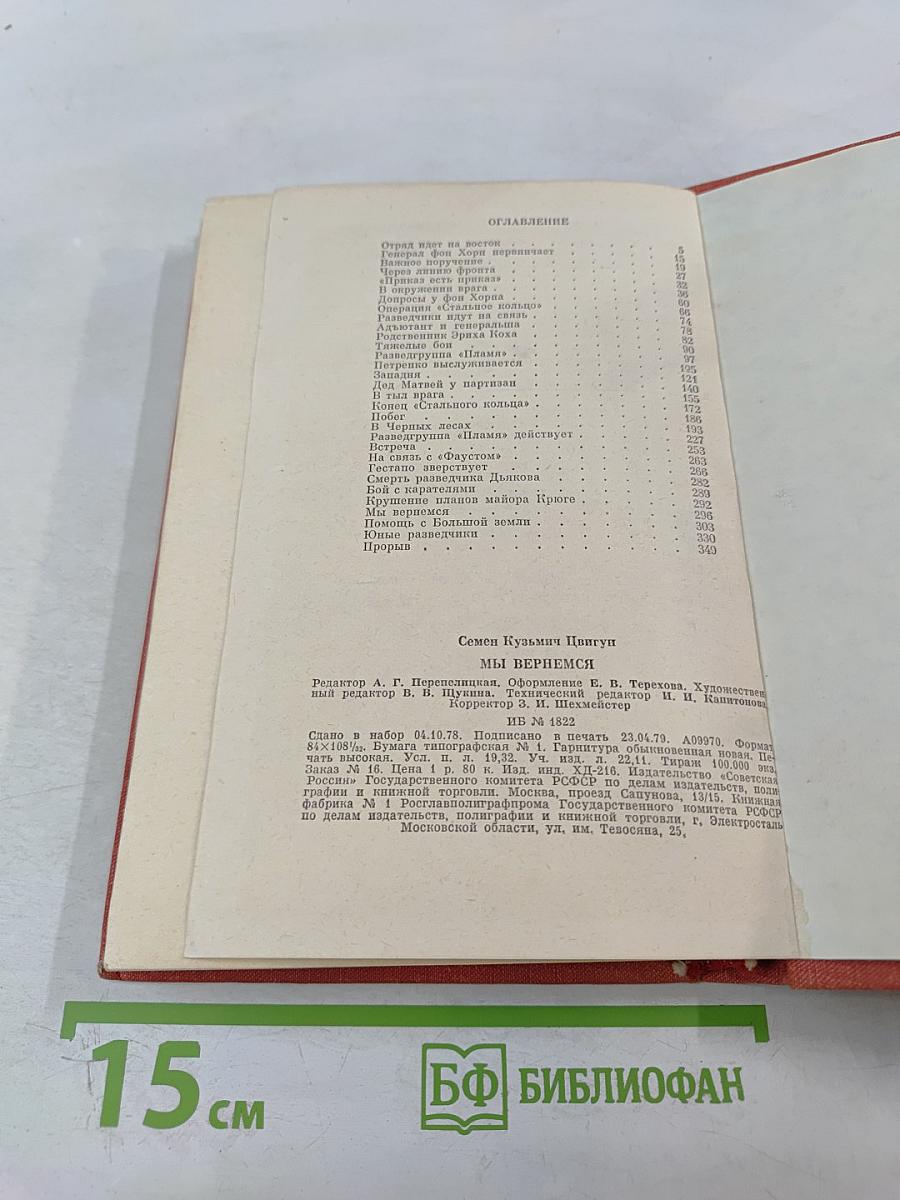 ОГЛАВЛЕНИЕ
Отряд идет на восток . . . . . . . . 5
Генерал фон Хорн нервничает . . . . . . 15
Важное поручение . . . . . . . . 19
Через линию фронта . . . . . . . . 27
«Приказ есть приказ» . . . . . . . . 32
В окружении врага . . . . . . . . 36
Допросы у фон Хорна . . . . . . . . 60
Операция «Стальное кольцо» . . . . . . 66
Разведчики идут на связь . . . . . . . 74
Адъютант и генеральша . . . . . . . 78
Родственник Эриха Коха . . . . . . . 82
Тяжелые бои . . . . . . . . . 90
Разведгруппа «Пламя» . . . . . . . . 97
Петренко выслуживается . . . . . . . 105
Западня . . . . . . . . . . 121
Дед Матвей у партизан . . . . . . . 140
В тыл врага . . . . . . . . . 155
Конец «Стального кольца» . . . . . . . 172
Побег . . . . . . . . . . 186
В Черных лесах . . . . . . . . 193
Разведгруппа «Пламя» действует . . . . . 227
Встреча . . . . . . . . . . 253
На связь с «Фаустом» . . . . . . . . 263
Гестапо зверствует . . . . . . . . 266
Смерть разведчика Дьякова . . . . . . 282
Бой с карателями . . . . . . . . 289
Крушение планов майора Крюге . . . . . . 292
Мы вернемся . . . . . . . . . 296
Помощь с Большой земли . . . . . . . 303
Юные разведчики . . . . . . . . 330
Прорыв . . . . . . . . . . 349
Семен Кузьмич Цвигун
МЫ ВЕРНЕМСЯ
Редактор А. Г. Перепелицкая. Оформление Е. В. Терехова. Художествен-
ный редактор В. В. Щукина. Технический редактор И. И. Капитонова.
Корректор З. И. Шехмейстер
ИБ № 1822
Сдано в набор 04.10.78. Подписано в печать 23.04.79. А09970. Формат
84×108¹/₃₂. Бумага типографская № 1. Гарнитура обыкновенная новая. Пе-
чать высокая. Усл. п. л. 19,32. Уч. изд. л. 22,11. Тираж 100.000 экз.
Заказ № 16. Цена 1 р. 80 к. Изд. инд. ХД-216. Издательство «Советская
Россия» Государственного комитета РСФСР по делам издательств, поли-
графии и книжной торговли. Москва, проезд Сапунова, 13/15. Книжная
фабрика № 1 Росглавполиграфпрома Государственного комитета РСФСР
по делам издательств, полиграфии и книжной торговли, г. Электросталь
Московской области, ул. им. Тевосяна, 25.
15 см
БФ БИБЛИОФАН